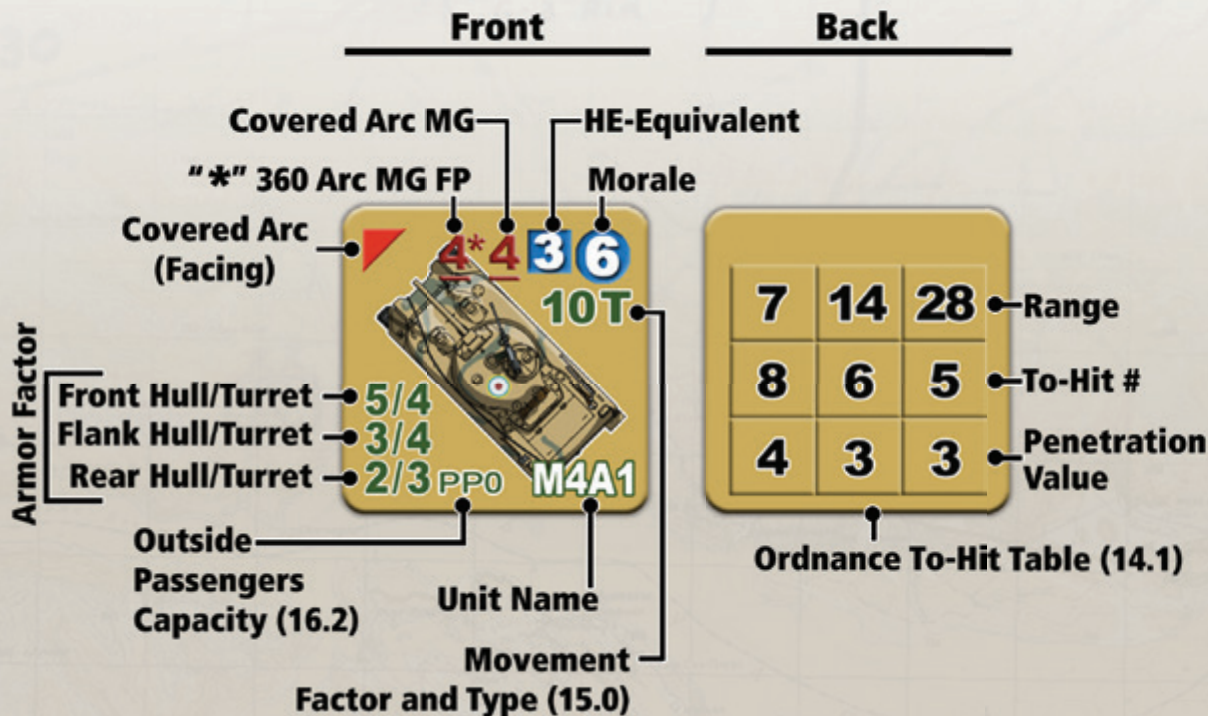 Front
Back
Covered Arc MG
HE-Equivalent
"*" 360 Arc MG FP
Morale
Covered Arc
(Facing)
4* 4 3 6
10T
Armor Factor
Front Hull/Turret
5/4
Flank Hull/Turret
3/4
Rear Hull/Turret
2/3 PP0
M4A1
Outside
Passengers
Capacity (16.2)
Unit Name
Movement
Factor and Type (15.0)
7 14 28
Range
8 6 5
To-Hit #
4 3 3
Penetration
Value
Ordnance To-Hit Table (14.1)